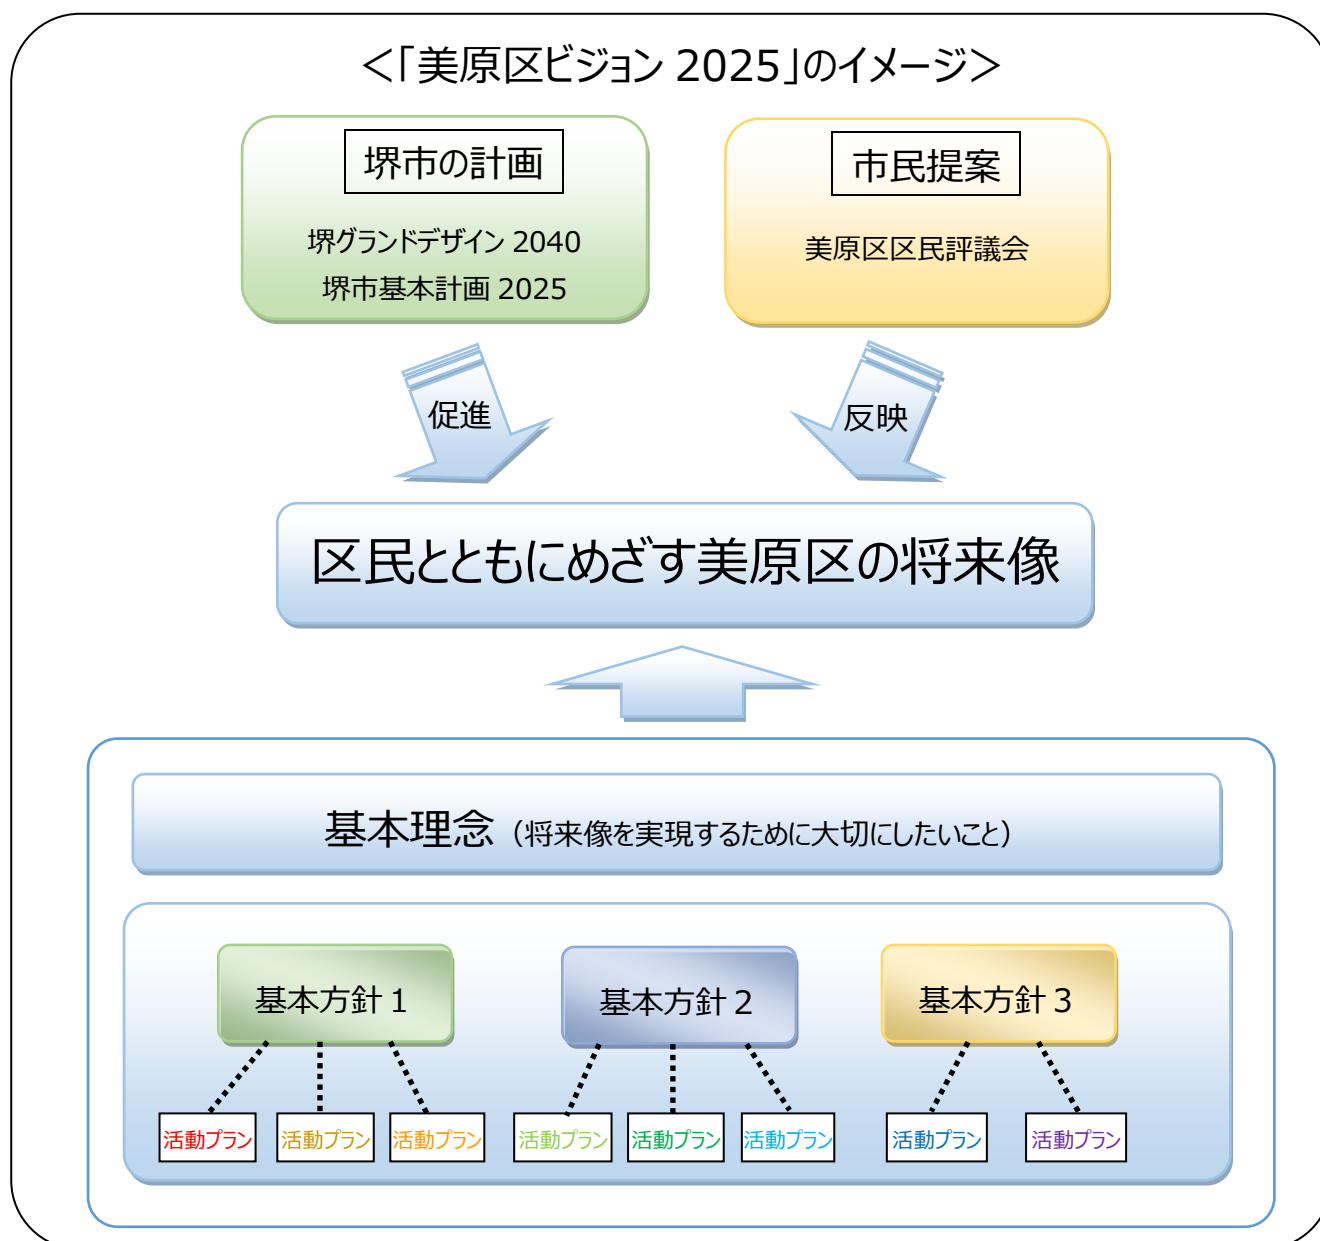 ＜「美原区ビジョン 2025」のイメージ＞
堺市の計画
堺グランドデザイン 2040
堺市基本計画 2025
市民提案
美原区区民評議会
促進
反映
区民とともにめざす美原区の将来像
基本理念（将来像を実現するために大切にしたいこと）
基本方針１
基本方針２
基本方針３
活動プラン
活動プラン
活動プラン
活動プラン
活動プラン
活動プラン
活動プラン
活動プラン